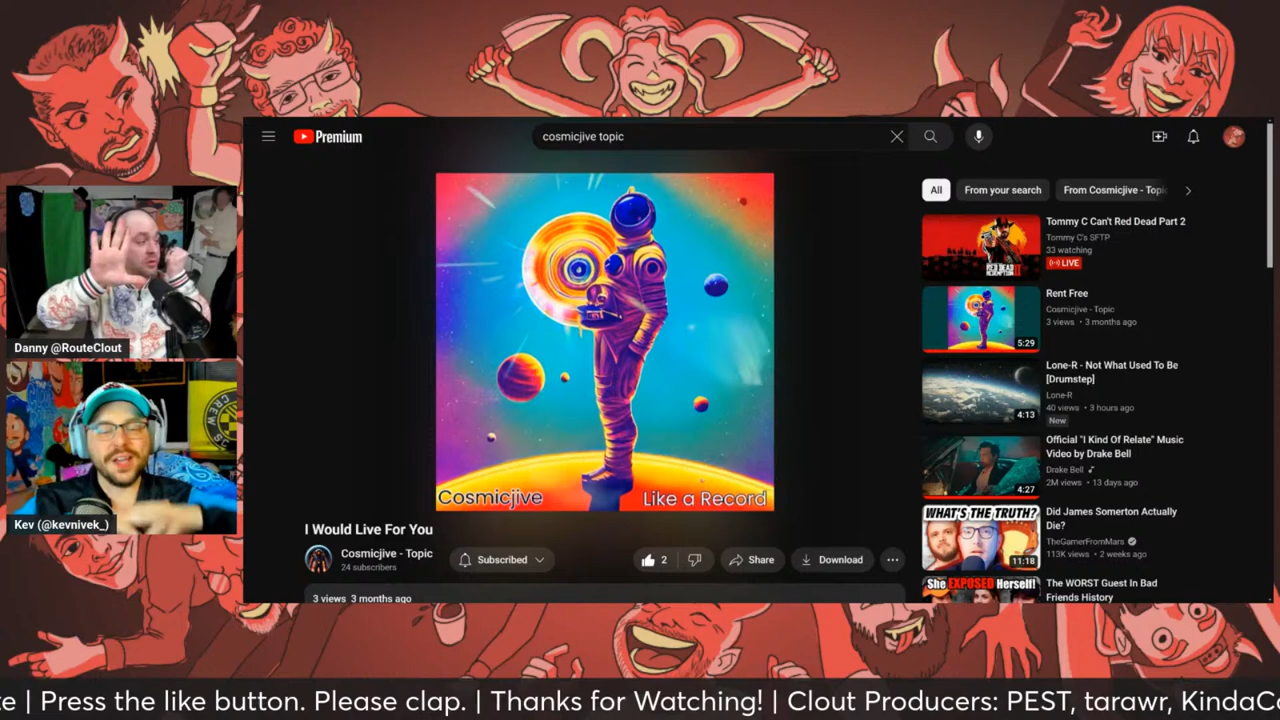 Premium
cosmicjive topic
All
From your search
From Cosmicjive - Topic
Tommy C Can't Red Dead Part 2
Tommy C's SFTP
33 watching
LIVE
RED DEAD
REDEMPTION
Rent Free
Cosmicjive - Topic
3 views • 3 months ago
5:29
Lone-R - Not What Used To Be
[Drumstep]
Lone-R
40 views • 3 hours ago
New
4:13
Official "I Kind Of Relate" Music
Video by Drake Bell
Drake Bell
2M views • 13 days ago
4:27
WHAT'S THE TRUTH?
Did James Somerton Actually
Die?
TheGamerFromMars
113K views • 2 weeks ago
11:18
She EXPOSED Herself!
The WORST Guest In Bad
Friends History
Cosmicjive
Like a Record
I Would Live For You
Cosmicjive - Topic
24 subscribers
Subscribed
2
Share
Download
3 views 3 months ago
Danny @RouteClout
Kev (@kevnivek_)
te | Press the like button. Please clap. | Thanks for Watching! | Clout Producers: PEST, tarawr, KindaCa